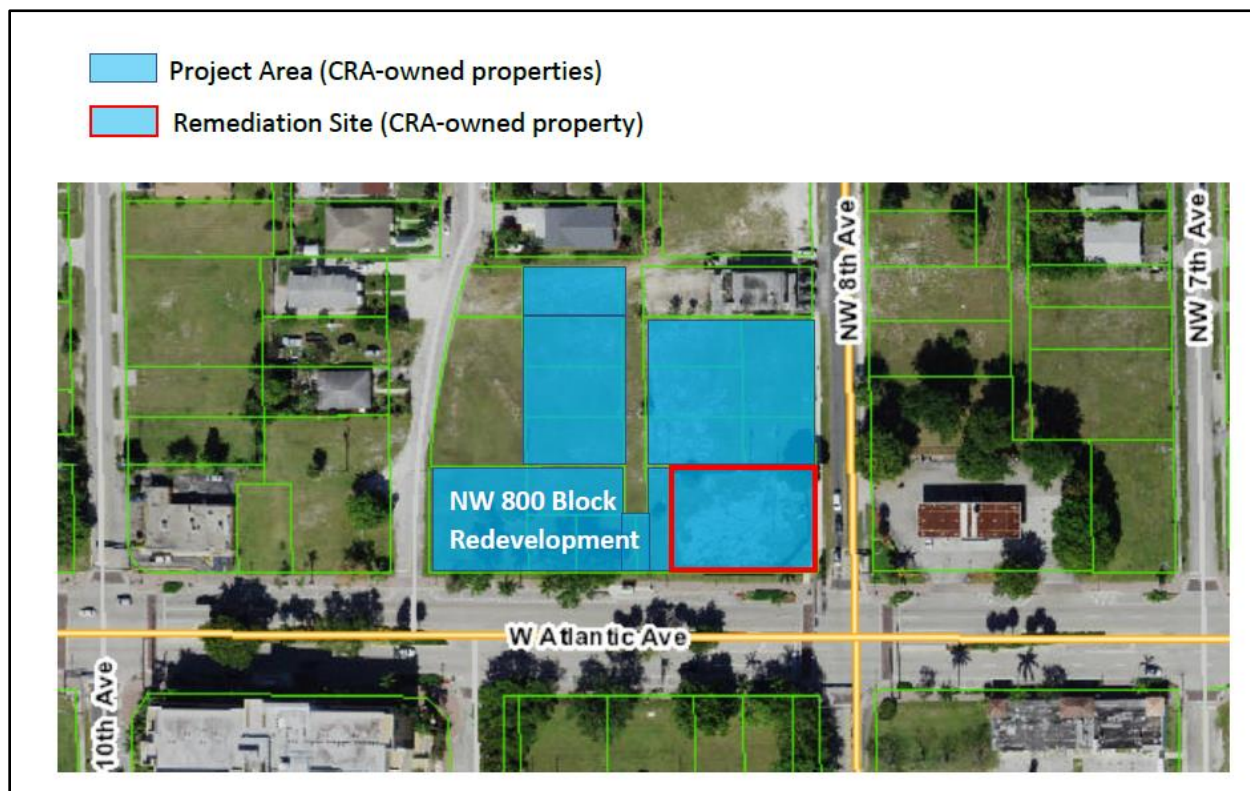 Project Area (CRA-owned properties)
Remediation Site (CRA-owned property)
NW 8th Ave
NW 7th Ave
NW 800 Block
Redevelopment
W Atlantic Ave
10th Ave